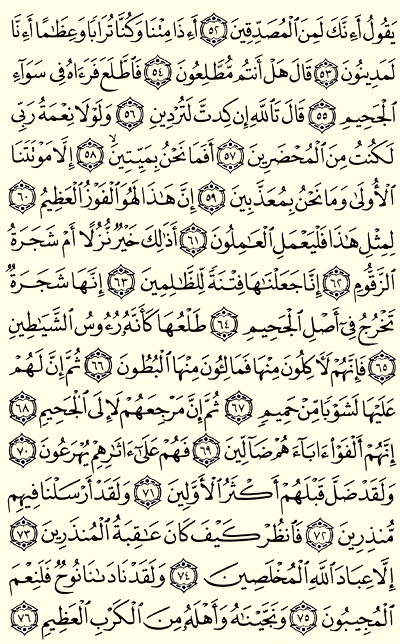 يَقُولُ أَءِنَّكَ لَمِنَ ٱلْمُصَدِّقِينَ ٥٢ أَءِذَا مِتْنَا وَكُنَّا تُرَابًا وَعِظَٰمًا أَءِنَّا
لَمَدِينُونَ ٥٣ قَالَ هَلْ أَنتُم مُّطَّلِعُونَ ٥٤ فَٱطَّلَعَ فَرَءَاهُ فِى سَوَآءِ
ٱلْجَحِيمِ ٥٥ قَالَ تَٱللَّهِ إِن كِدتَّ لَتُرْدِينِ ٥٦ وَلَوْلَا نِعْمَةُ رَبِّى
لَكُنتُ مِنَ ٱلْمُحْضَرِينَ ٥٧ أَفَمَا نَحْنُ بِمَيِّتِينَ ٥٨ إِلَّا مَوْتَتَنَا
ٱلْأُولَىٰ وَمَا نَحْنُ بِمُعَذَّبِينَ ٥٩ إِنَّ هَٰذَا لَهُوَ ٱلْفَوْزُ ٱلْعَظِيمُ ٦٠
لِمِثْلِ هَٰذَا فَلْيَعْمَلِ ٱلْعَٰمِلُونَ ٦١ أَذَٰلِكَ خَيْرٌ نُّزُلًا أَمْ شَجَرَةُ
ٱلزَّقُّومِ ٦٢ إِنَّا جَعَلْنَٰهَا فِتْنَةً لِّلظَّٰلِمِينَ ٦٣ إِنَّهَا شَجَرَةٌ
تَخْرُجُ فِىٓ أَصْلِ ٱلْجَحِيمِ ٦٤ طَلْعُهَا كَأَنَّهُۥ رُءُوسُ ٱلشَّيَٰطِينِ
٦٥ فَإِنَّهُمْ لَءَاكِلُونَ مِنْهَا فَمَالِـُٔونَ مِنْهَا ٱلْبُطُونَ ٦٦ ثُمَّ إِنَّ لَهُمْ
عَلَيْهَا لَشَوْبًا مِّنْ حَمِيمٍ ٦٧ ثُمَّ إِنَّ مَرْجِعَهُمْ لَإِلَى ٱلْجَحِيمِ ٦٨
إِنَّهُمْ أَلْفَوْا۟ ءَابَآءَهُمْ ضَآلِّينَ ٦٩ فَهُمْ عَلَىٰٓ ءَاثَٰرِهِمْ يُهْرَعُونَ ٧٠
وَلَقَدْ ضَلَّ قَبْلَهُمْ أَكْثَرُ ٱلْأَوَّلِينَ ٧١ وَلَقَدْ أَرْسَلْنَا فِيهِم
مُّنذِرِينَ ٧٢ فَٱنظُرْ كَيْفَ كَانَ عَٰقِبَةُ ٱلْمُنذَرِينَ ٧٣
إِلَّا عِبَادَ ٱللَّهِ ٱلْمُخْلَصِينَ ٧٤ وَلَقَدْ نَادَىٰنَا نُوحٌ فَلَنِعْمَ
ٱلْمُجِيبُونَ ٧٥ وَنَجَّيْنَٰهُ وَأَهْلَهُۥ مِنَ ٱلْكَرْبِ ٱلْعَظِيمِ ٧٦